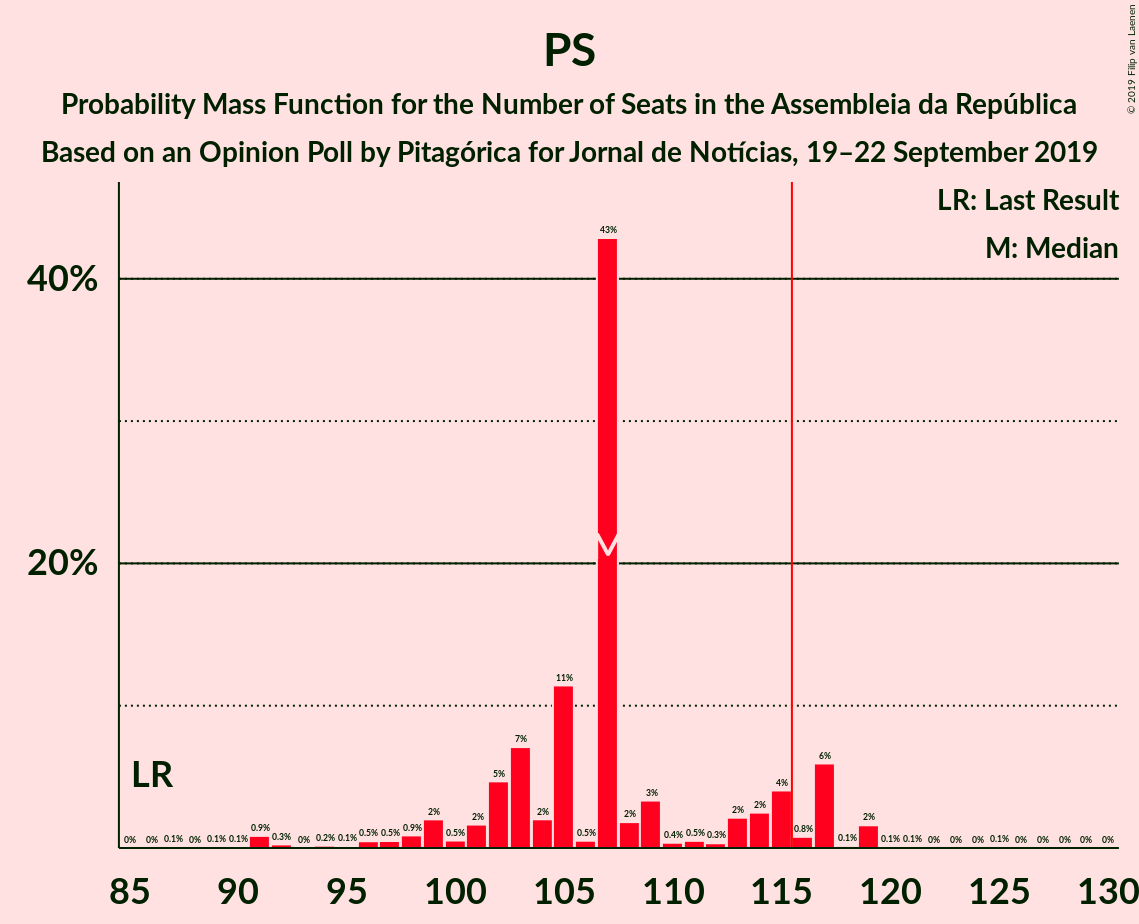 PS
Probability Mass Function for the Number of Seats in the Assembleia da República
Based on an Opinion Poll by Pitagórica for Jornal de Notícias, 19–22 September 2019
© 2019 Filip van Laenen
LR: Last Result
M: Median
40%
20%
LR
M
0% 0% 0.1% 0% 0.1% 0.1% 0.9% 0.3% 0% 0.2% 0.1% 0.5% 0.5% 0.9% 2% 0.5% 2% 5% 7% 2% 11% 0.5% 43% 2% 3% 0.4% 0.5% 0.3% 2% 2% 4% 0.8% 6% 0.1% 2% 0.1% 0.1% 0% 0% 0% 0.1% 0% 0% 0% 0% 0%
85 90 95 100 105 110 115 120 125 130